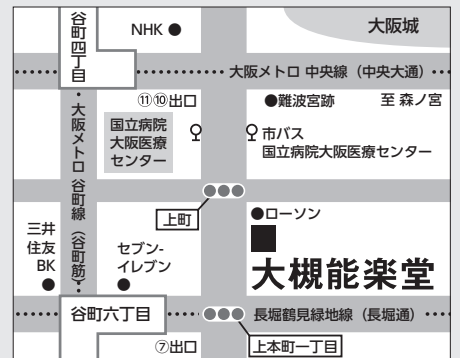 谷町四丁目
NHK ●
大阪城
大阪メトロ 中央線（中央大通）
⑪⑩出口
●難波宮跡
至 森ノ宮
国立病院
大阪医療
センター
市バス
国立病院大阪医療センター
大阪メトロ 谷町線（谷町筋）
上町
●ローソン
三井
住友
BK
●
セブン-
イレブン
●
大槻能楽堂
谷町六丁目
長堀鶴見緑地線（長堀通）
⑦出口
上本町一丁目